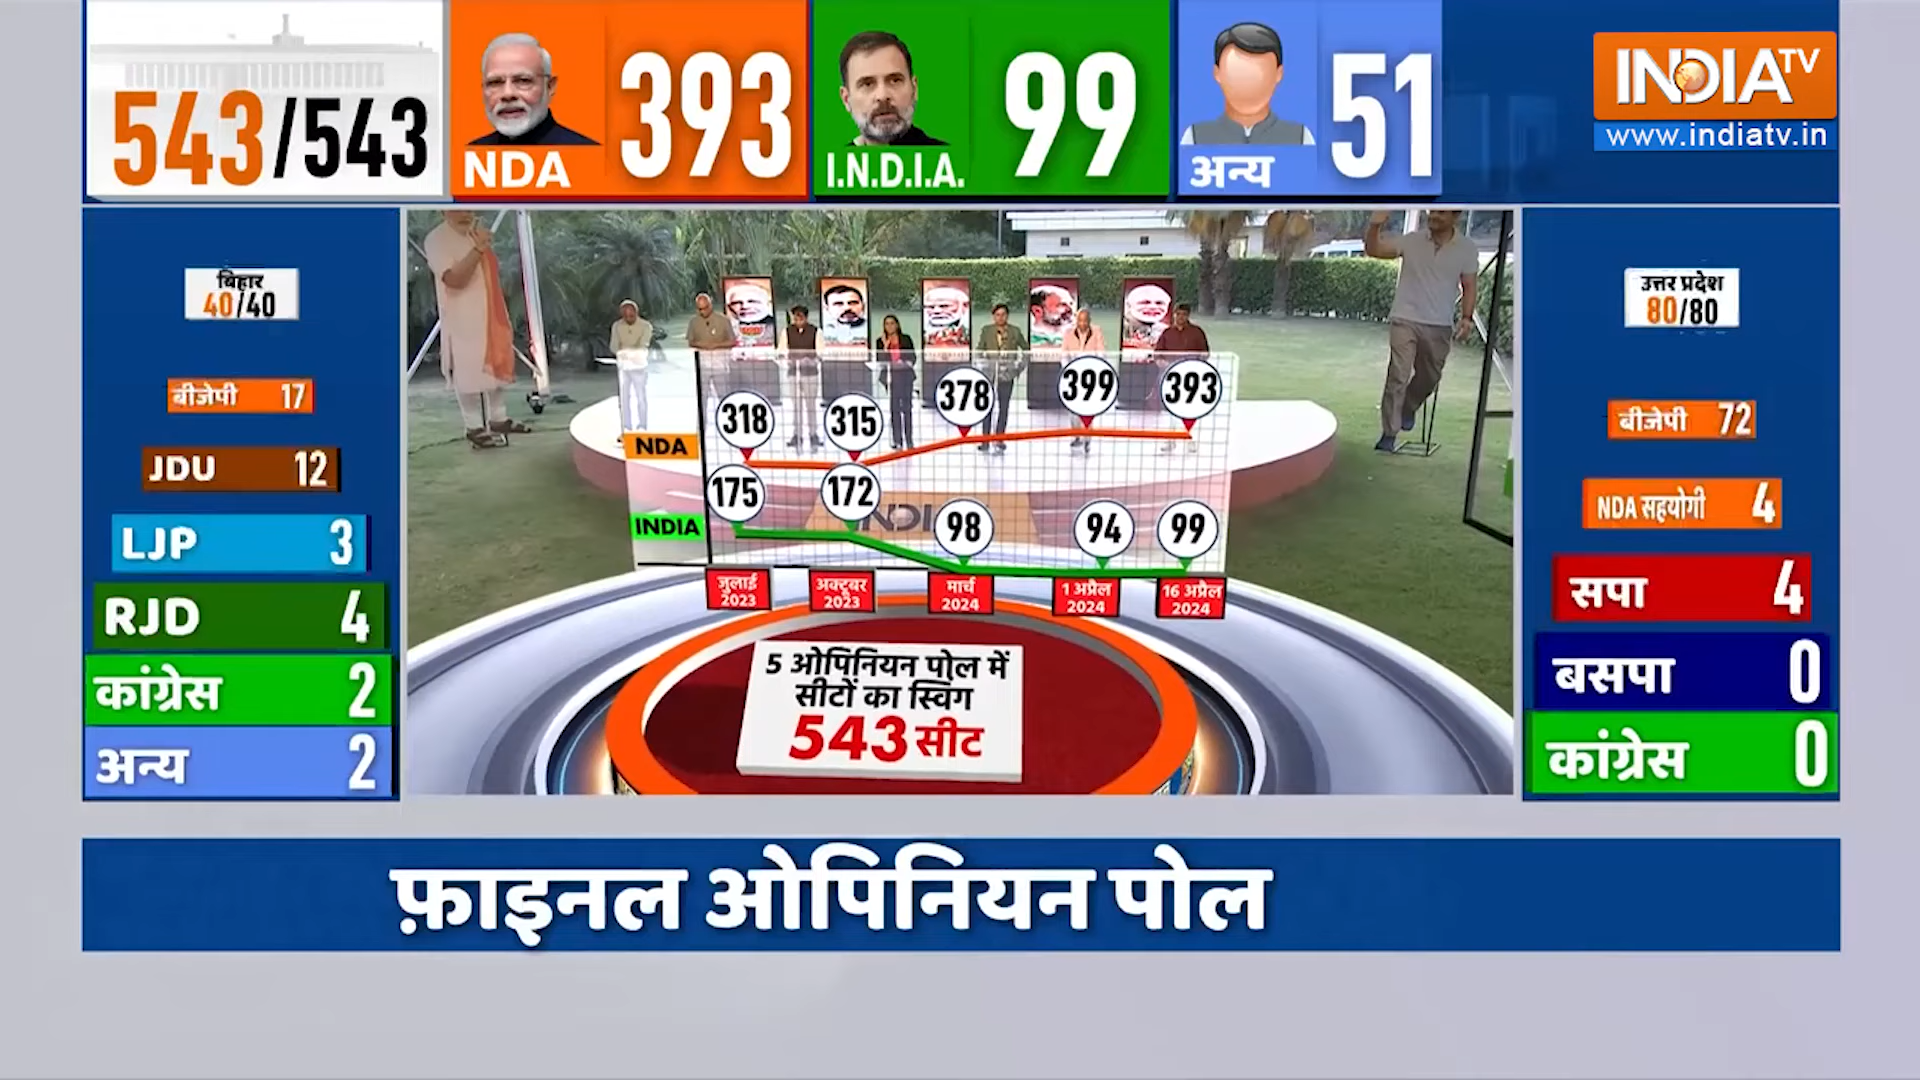 543/543
NDA 393
I.N.D.I.A. 99
अन्य 51
INDIA TV
www.indiatv.in
बिहार
40/40
बीजेपी 17
JDU 12
LJP 3
RJD 4
कांग्रेस 2
अन्य 2
318 315 378 399 393
NDA
175 172 98 94 99
INDIA
जुलाई 2023
अक्टूबर 2023
मार्च 2024
1 अप्रैल 2024
16 अप्रैल 2024
5 ओपिनियन पोल में
सीटों का स्विंग
543 सीट
उत्तर प्रदेश
80/80
बीजेपी 72
NDA सहयोगी 4
सपा 4
बसपा 0
कांग्रेस 0
फ़ाइनल ओपिनियन पोल